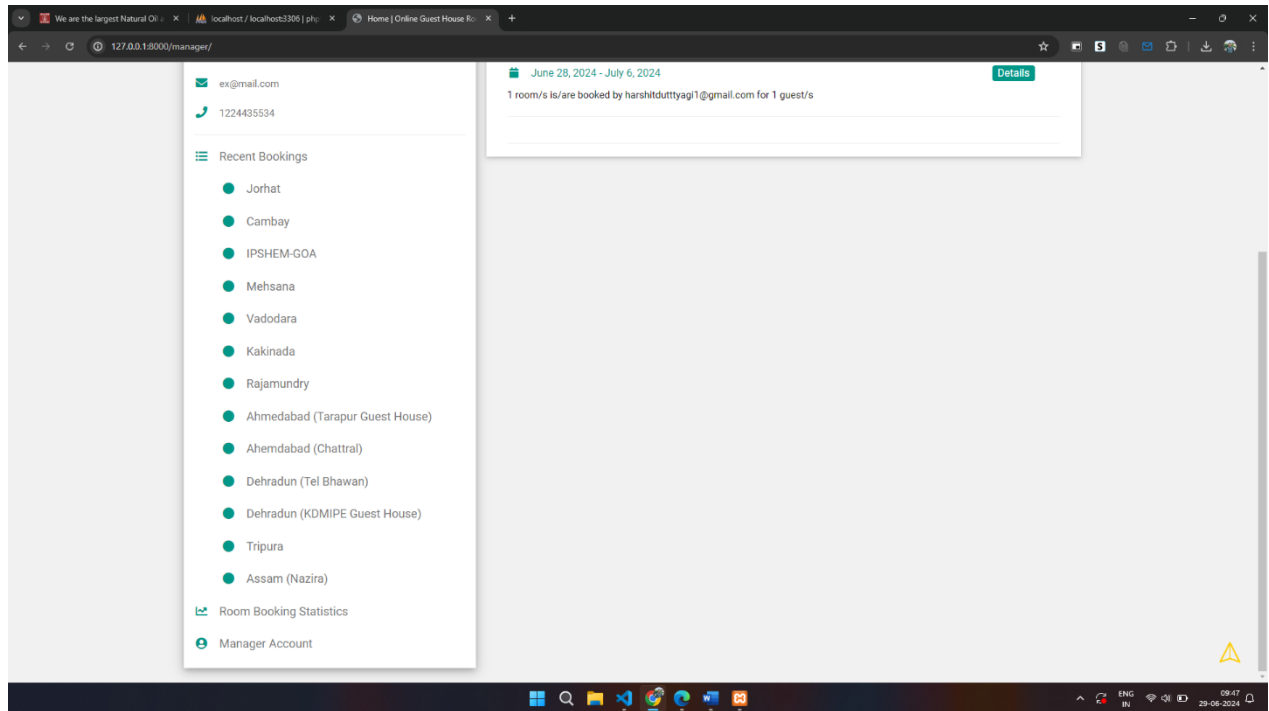 We are the largest Natural Oil a
localhost / localhost:3306 | php
Home | Online Guest House Ro
127.0.0.1:8000/manager/
ex@mail.com
1224435534
Recent Bookings
Jorhat
Cambay
IPSHEM-GOA
Mehsana
Vadodara
Kakinada
Rajamundry
Ahmedabad (Tarapur Guest House)
Ahemdabad (Chattral)
Dehradun (Tel Bhawan)
Dehradun (KDMIPE Guest House)
Tripura
Assam (Nazira)
Room Booking Statistics
Manager Account
June 28, 2024 - July 6, 2024
Details
1 room/s is/are booked by harshitdutttyagi1@gmail.com for 1 guest/s
ENG
IN
09:47
29-06-2024